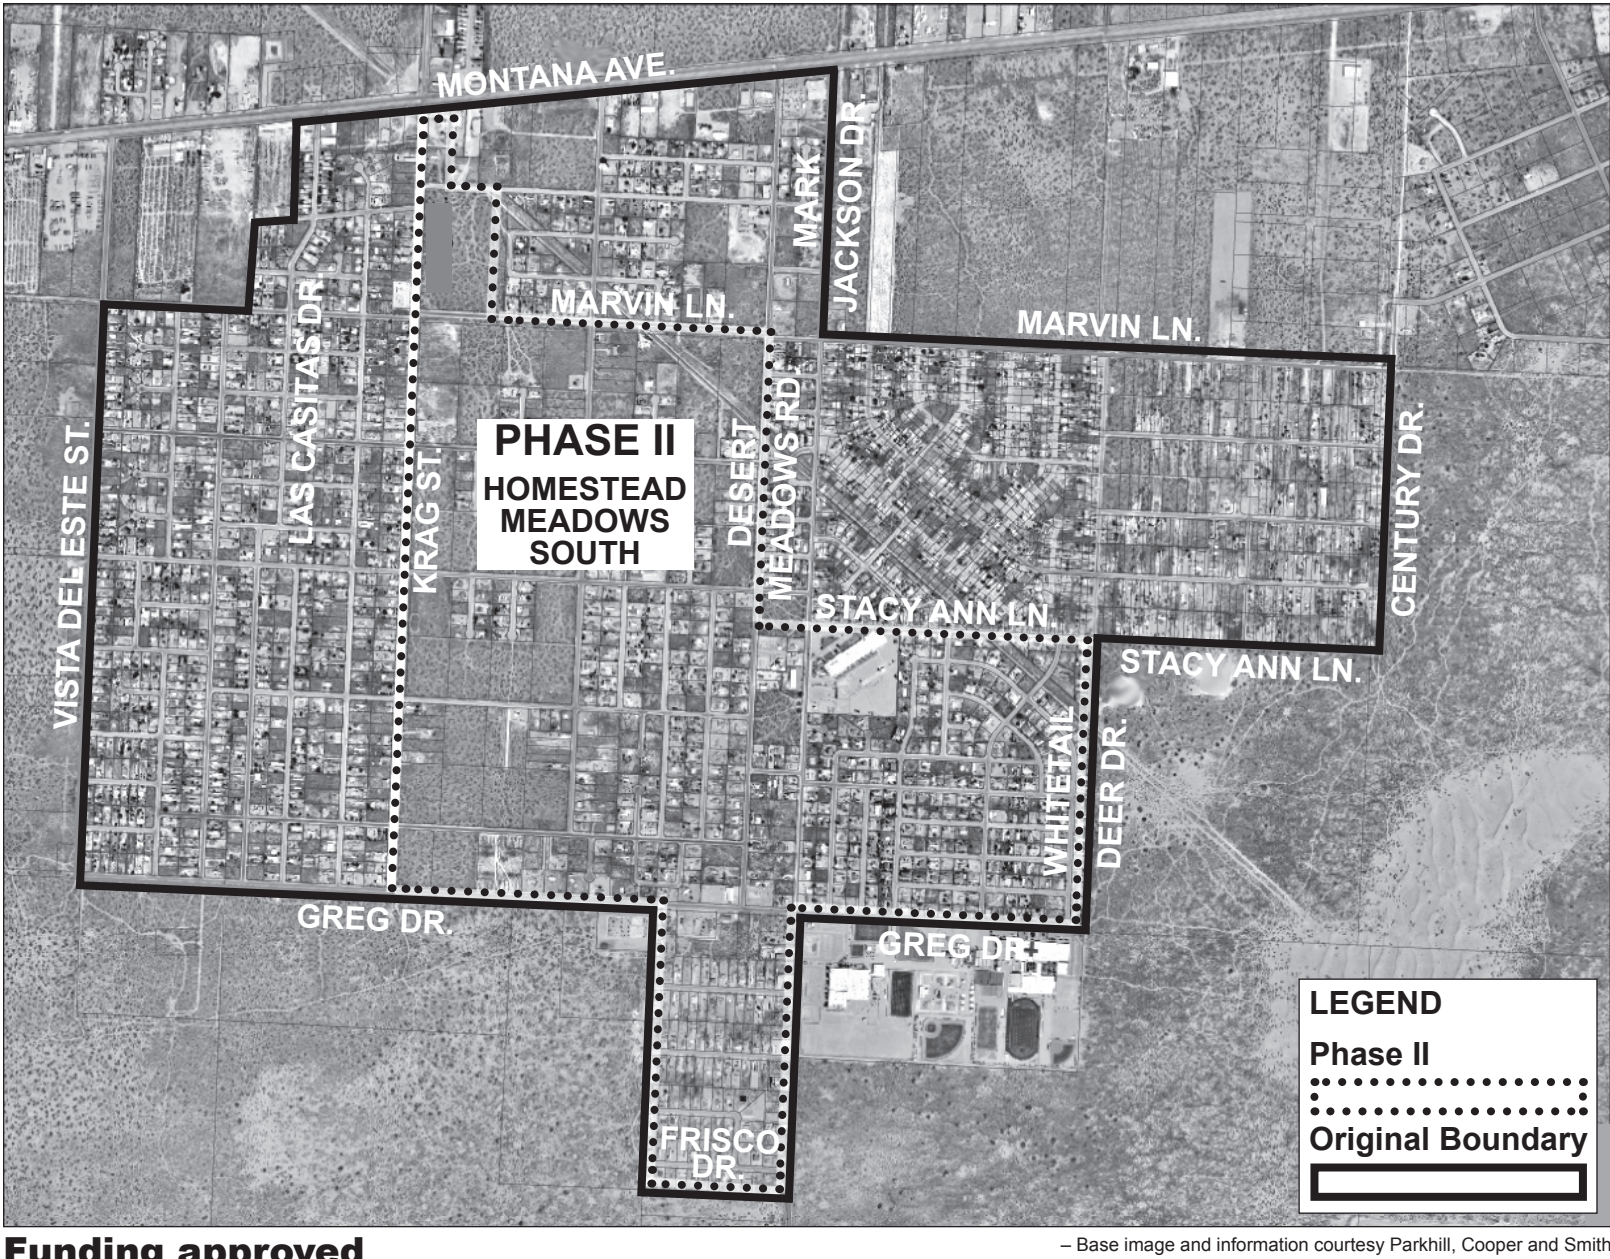 MONTANA AVE.
MARK
JACKSON DR.
MARVIN LN.
MARVIN LN.
LAS CASITAS DR.
VISTA DEL ESTE ST.
KRAG ST.
PHASE II
HOMESTEAD
MEADOWS
SOUTH
DESERT
MEADOWS RD.
CENTURY DR.
STACY ANN LN.
STACY ANN LN.
WHITETAIL
DEER DR.
GREG DR.
GREG DR.
FRISCO
DR.
LEGEND
Phase II
Original Boundary
Funding approved
– Base image and information courtesy Parkhill, Cooper and Smith